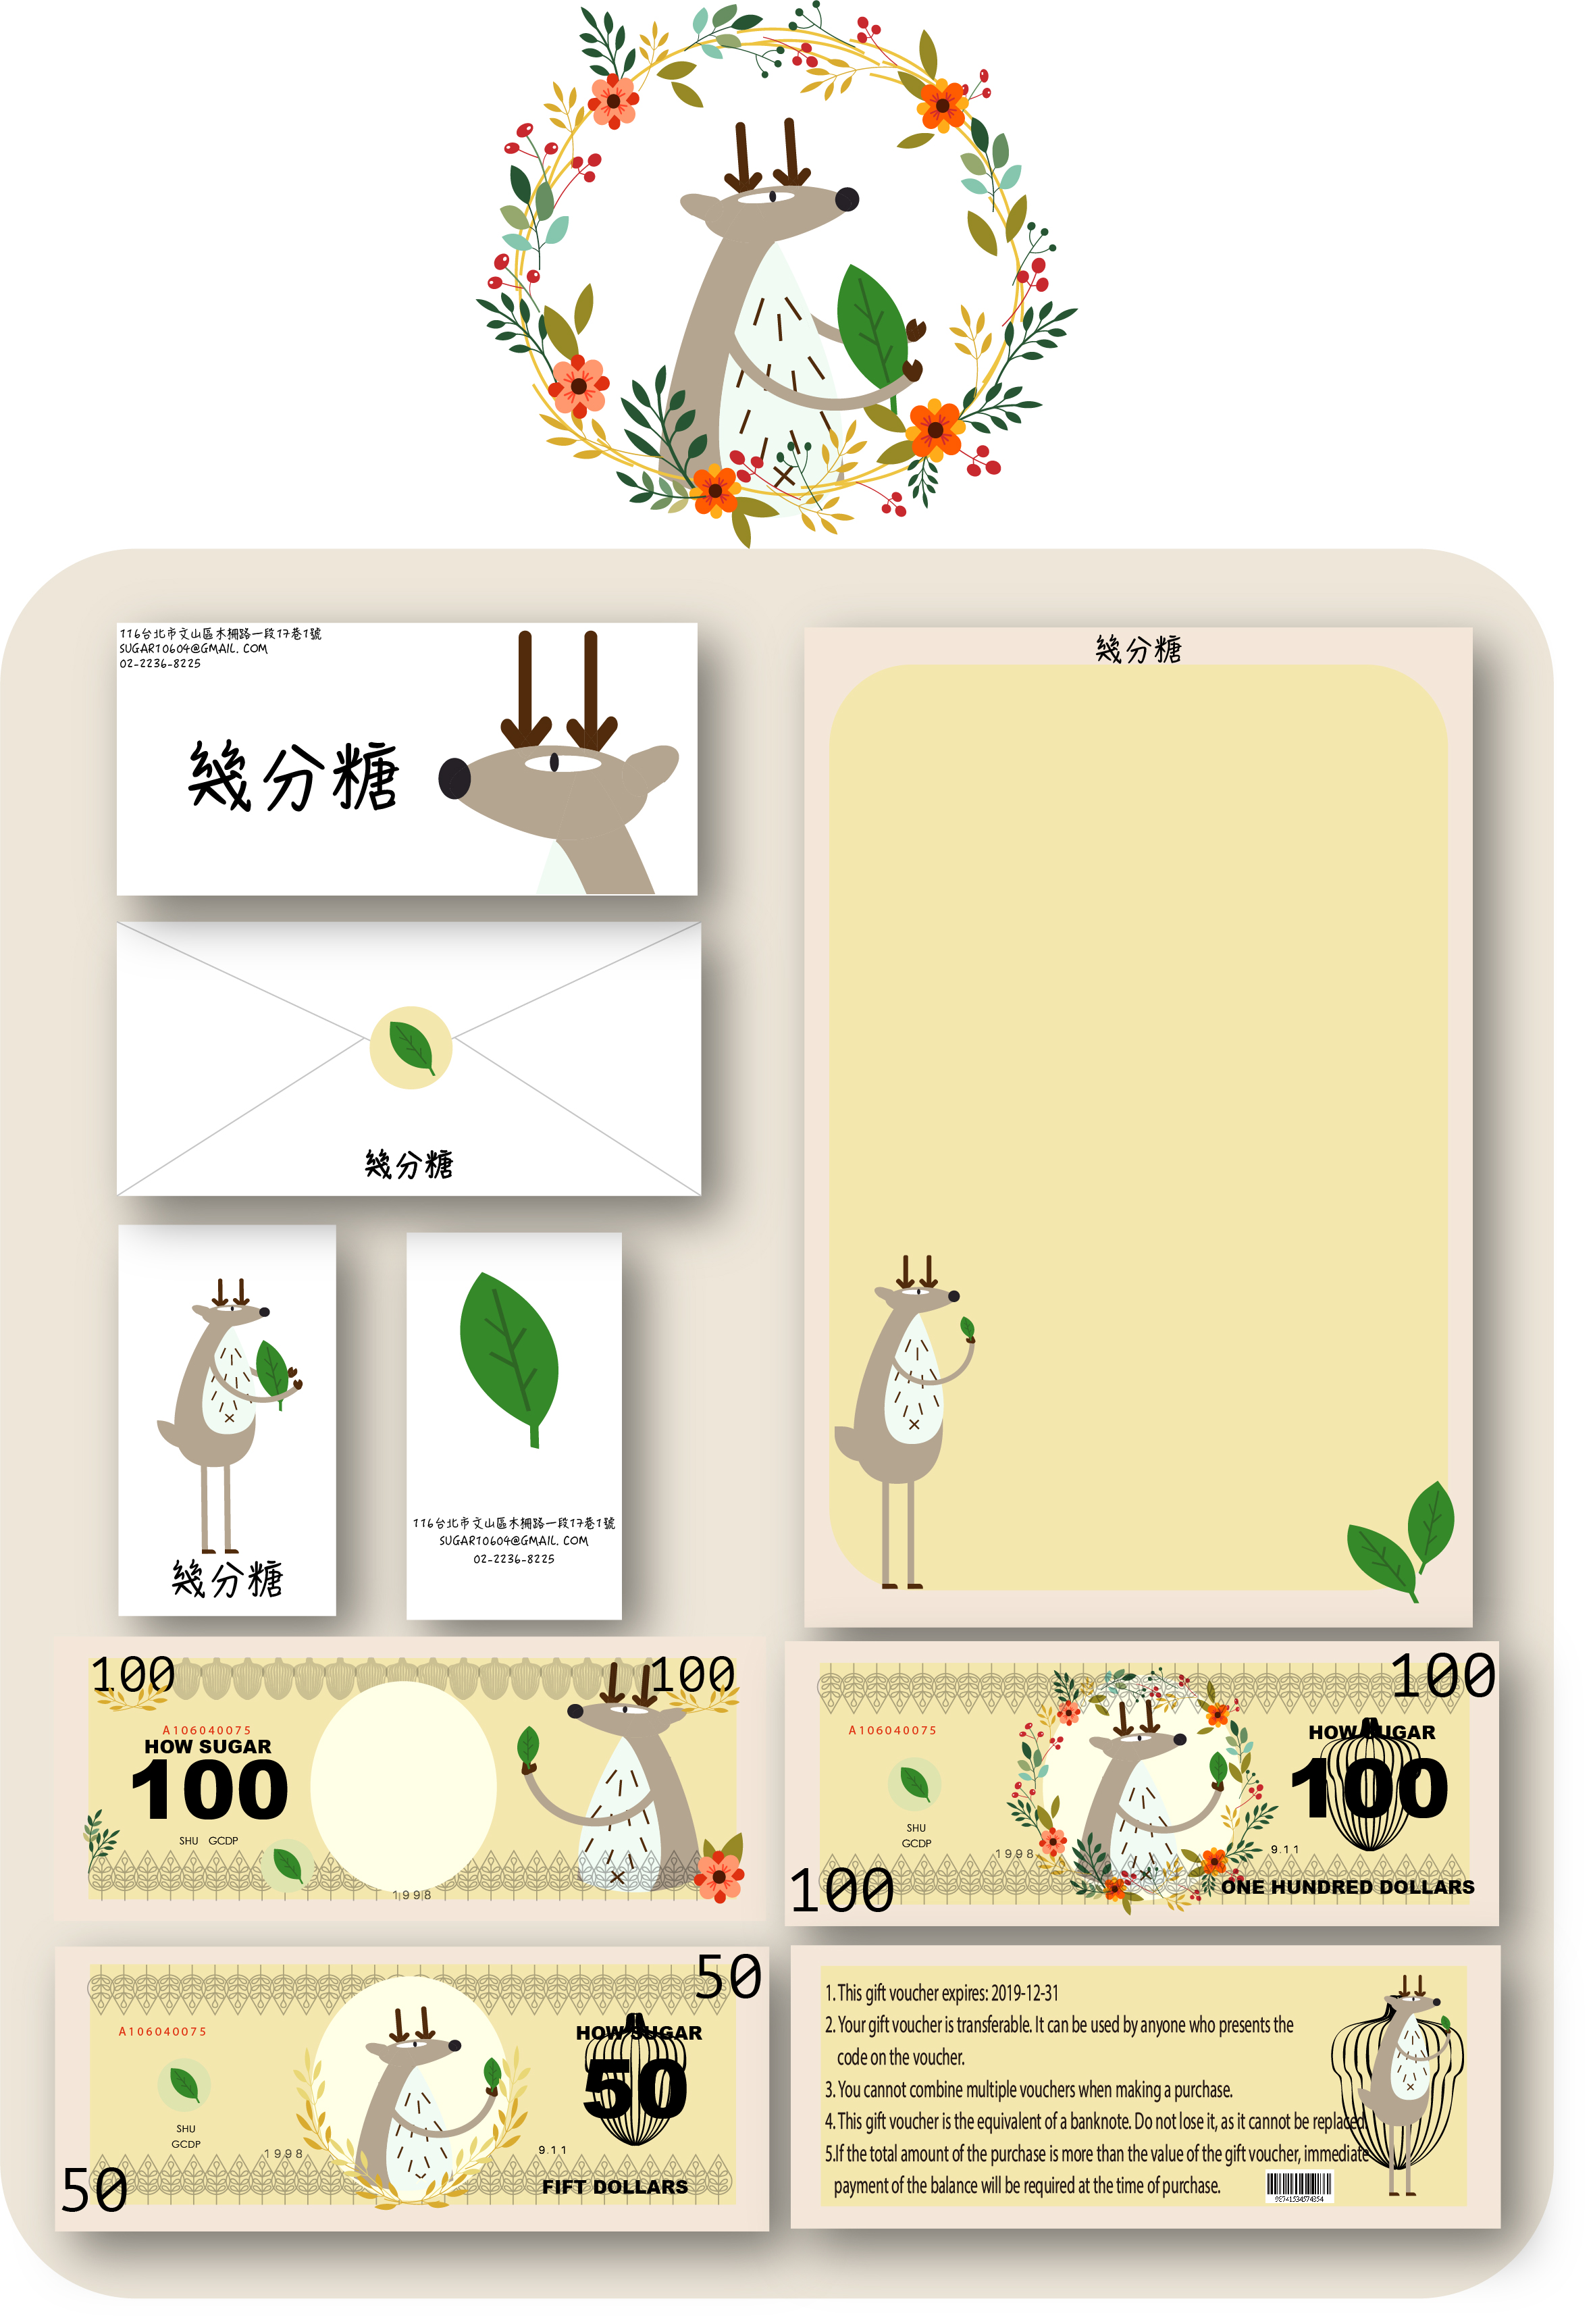 116台北市文山區木柵路一段17巷1號
SUGAR10604@GMAIL.COM
02-2236-8225
幾分糖
幾分糖
幾分糖
幾分糖
116台北市文山區木柵路一段17巷1號
SUGAR10604@GMAIL.COM
02-2236-8225
100
100
A106040075
HOW SUGAR
100
SHU GCDP
1998
100
A106040075
HOW SUGAR
100
SHU
GCDP
1998
9.11
100
ONE HUNDRED DOLLARS
50
A106040075
HOW SUGAR
50
SHU
GCDP
1998
9.11
50
FIFT DOLLARS
1. This gift voucher expires: 2019-12-31
2. Your gift voucher is transferable. It can be used by anyone who presents the
code on the voucher.
3. You cannot combine multiple vouchers when making a purchase.
4. This gift voucher is the equivalent of a banknote. Do not lose it, as it cannot be replaced.
5.If the total amount of the purchase is more than the value of the gift voucher, immediate
payment of the balance will be required at the time of purchase.